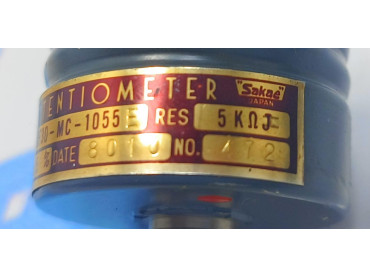 ENTIOMETER "Sakae"
JAPAN
-MC-1055E RES 5KΩJ
% DATE NO. 472